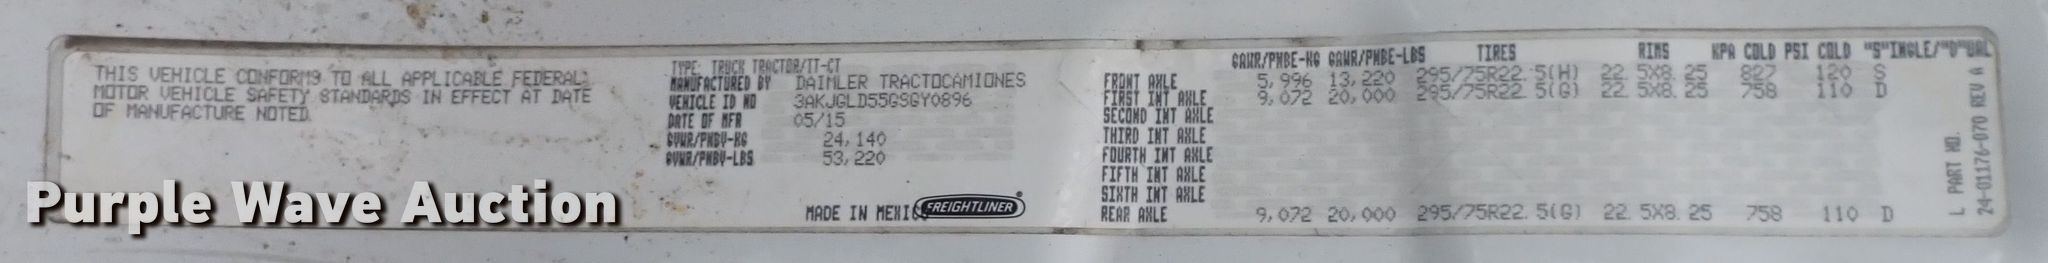 THIS VEHICLE CONFORMS TO ALL APPLICABLE FEDERAL
MOTOR VEHICLE SAFETY STANDARDS IN EFFECT AT DATE
OF MANUFACTURE NOTED.
TYPE: TRUCK TRACTOR/TT-CT
MANUFACTURED BY DAIMLER TRACTOCAMIONES
VEHICLE ID NO 3AKJGLD55GSGY0896
DATE OF MFR 05/15
GVWR/PNBV-KG 24,140
GVWR/PNBV-LBS 53,220
MADE IN MEXICO
FREIGHTLINER
GAWR/PNBE-KG GAWR/PNBE-LBS TIRES RIMS KPA COLD PSI COLD "S"INGLE/"D"UAL
FRONT AXLE 5,996 13,220 295/75R22.5(H) 22.5X8.25 827 120 S
FIRST INT AXLE 9,072 20,000 295/75R22.5(G) 22.5X8.25 758 110 D
SECOND INT AXLE
THIRD INT AXLE
FOURTH INT AXLE
FIFTH INT AXLE
SIXTH INT AXLE
REAR AXLE 9,072 20,000 295/75R22.5(G) 22.5X8.25 758 110 D
L PART NO.
24-01176-070 REV A
Purple Wave Auction